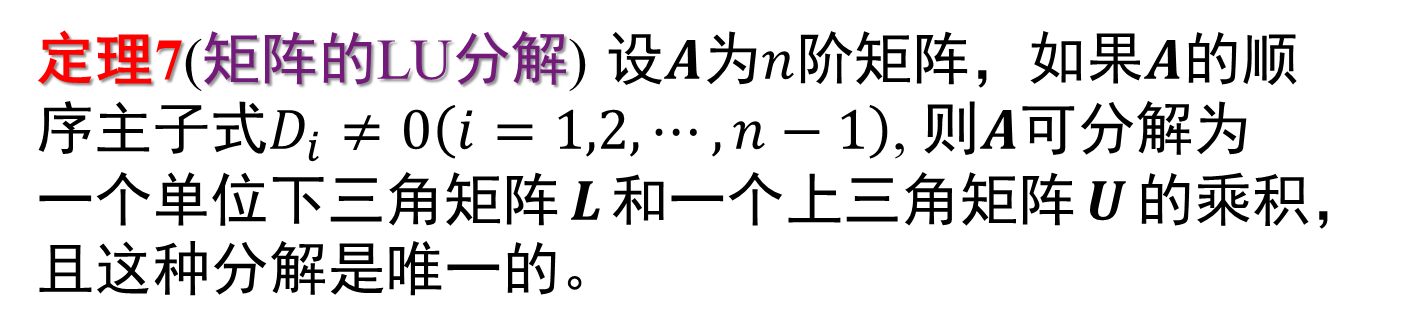 定理7(矩阵的LU分解) 设A为n阶矩阵，如果A的顺
序主子式Dᵢ ≠ 0(i = 1,2, ⋯ , n − 1), 则A可分解为
一个单位下三角矩阵 L 和一个上三角矩阵 U 的乘积，
且这种分解是唯一的。